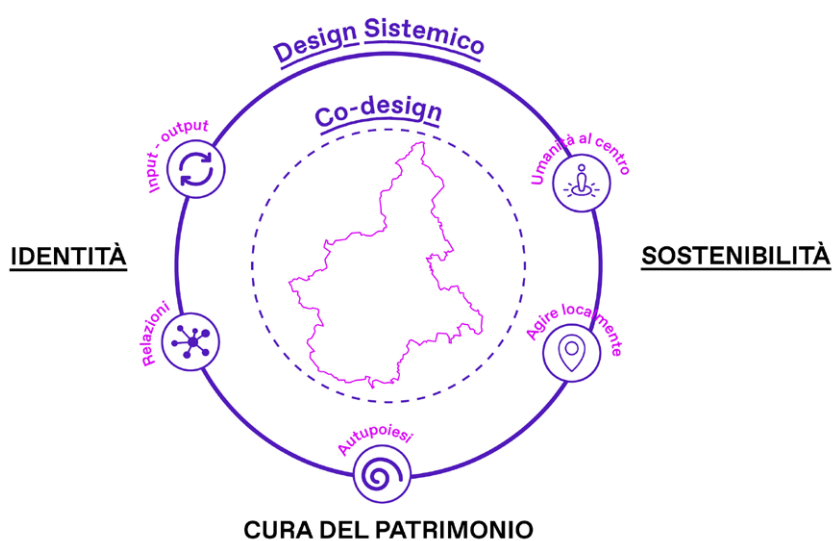 Design Sistemico
Co-design
Input - output
Umanità al centro
IDENTITÀ
SOSTENIBILITÀ
Relazioni
Agire localmente
Autupoiesi
CURA DEL PATRIMONIO